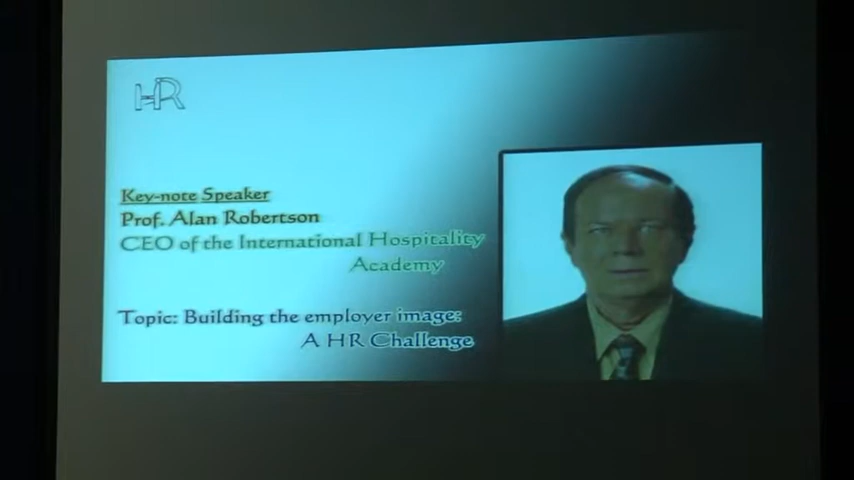 HR
Key-note Speaker
Prof. Alan Robertson
CEO of the International Hospitality
Academy
Topic: Building the employer image:
A HR Challenge